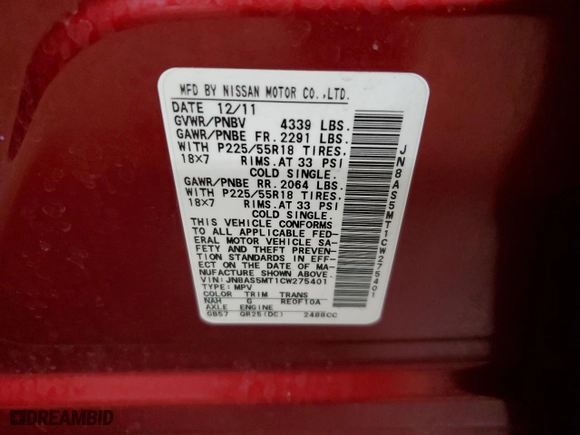 MFD BY NISSAN MOTOR CO.,LTD.
DATE 12/11
GVWR/PNBV 4339 LBS.
GAWR/PNBE FR. 2291 LBS.
WITH P225/55R18 TIRES.
18×7 RIMS. AT 33 PSI
COLD SINGLE.
GAWR/PNBE RR. 2064 LBS.
WITH P225/55R18 TIRES.
18×7 RIMS. AT 33 PSI
COLD SINGLE.
THIS VEHICLE CONFORMS
TO ALL APPLICABLE FED-
ERAL MOTOR VEHICLE SA-
FETY AND THEFT PREVEN-
TION STANDARDS IN EFF-
ECT ON THE DATE OF MA-
NUFACTURE SHOWN ABOVE.
VIN: JN8AS5MT1CW275401
TYPE: MPV
COLOR TRIM TRANS
NAH G RE0F10A
AXLE ENGINE
GB57 QR25(DE) 2488CC
JN8AS5MT1CW275401
DREAMBID